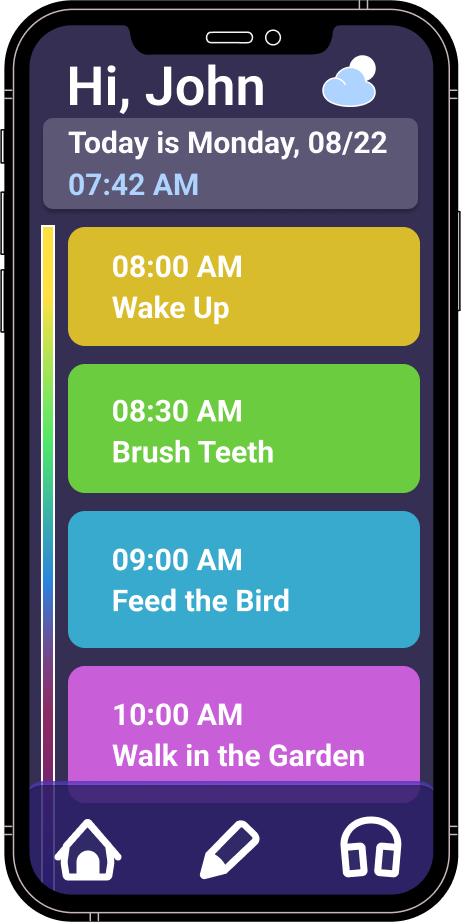 Hi, John
Today is Monday, 08/22
07:42 AM
08:00 AM
Wake Up
08:30 AM
Brush Teeth
09:00 AM
Feed the Bird
10:00 AM
Walk in the Garden